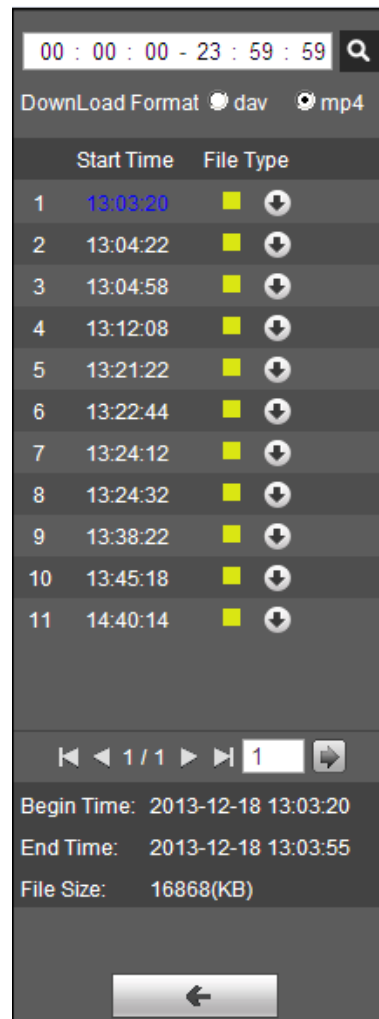 00 : 00 : 00 - 23 : 59 : 59
DownLoad Format dav mp4
Start Time File Type
1 13:03:20
2 13:04:22
3 13:04:58
4 13:12:08
5 13:21:22
6 13:22:44
7 13:24:12
8 13:24:32
9 13:38:22
10 13:45:18
11 14:40:14
1 / 1 1
Begin Time: 2013-12-18 13:03:20
End Time: 2013-12-18 13:03:55
File Size: 16868(KB)